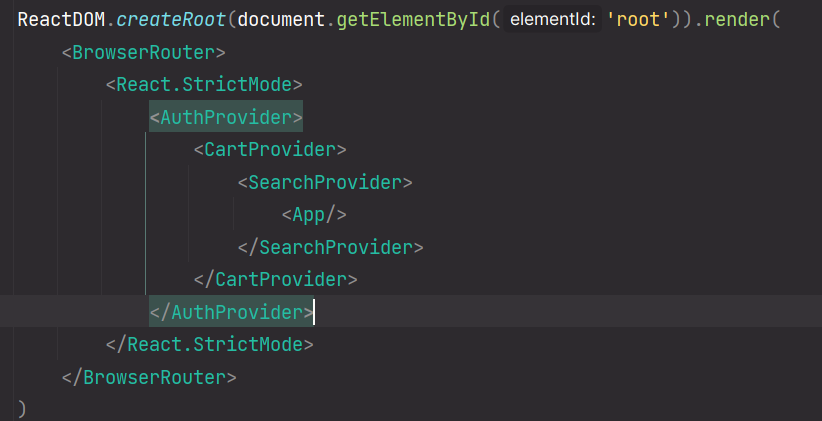 ReactDOM.createRoot(document.getElementById( elementId: 'root')).render(
<BrowserRouter>
<React.StrictMode>
<AuthProvider>
<CartProvider>
<SearchProvider>
<App/>
</SearchProvider>
</CartProvider>
</AuthProvider>
</React.StrictMode>
</BrowserRouter>
)